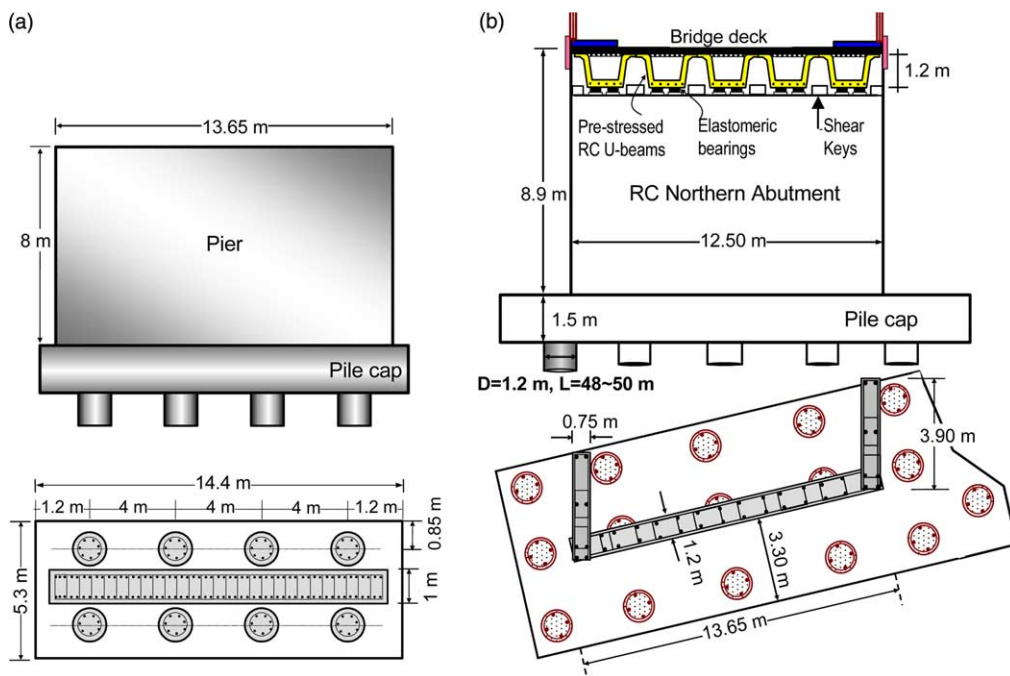 (a)
13.65 m
8 m
Pier
Pile cap
14.4 m
1.2 m
4 m
4 m
4 m
1.2 m
0.85 m
1 m
5.3 m
(b)
Bridge deck
1.2 m
Pre-stressed
RC U-beams
Elastomeric
bearings
Shear
Keys
8.9 m
RC Northern Abutment
12.50 m
1.5 m
Pile cap
D=1.2 m, L=48~50 m
0.75 m
3.90 m
1.2 m
3.30 m
13.65 m